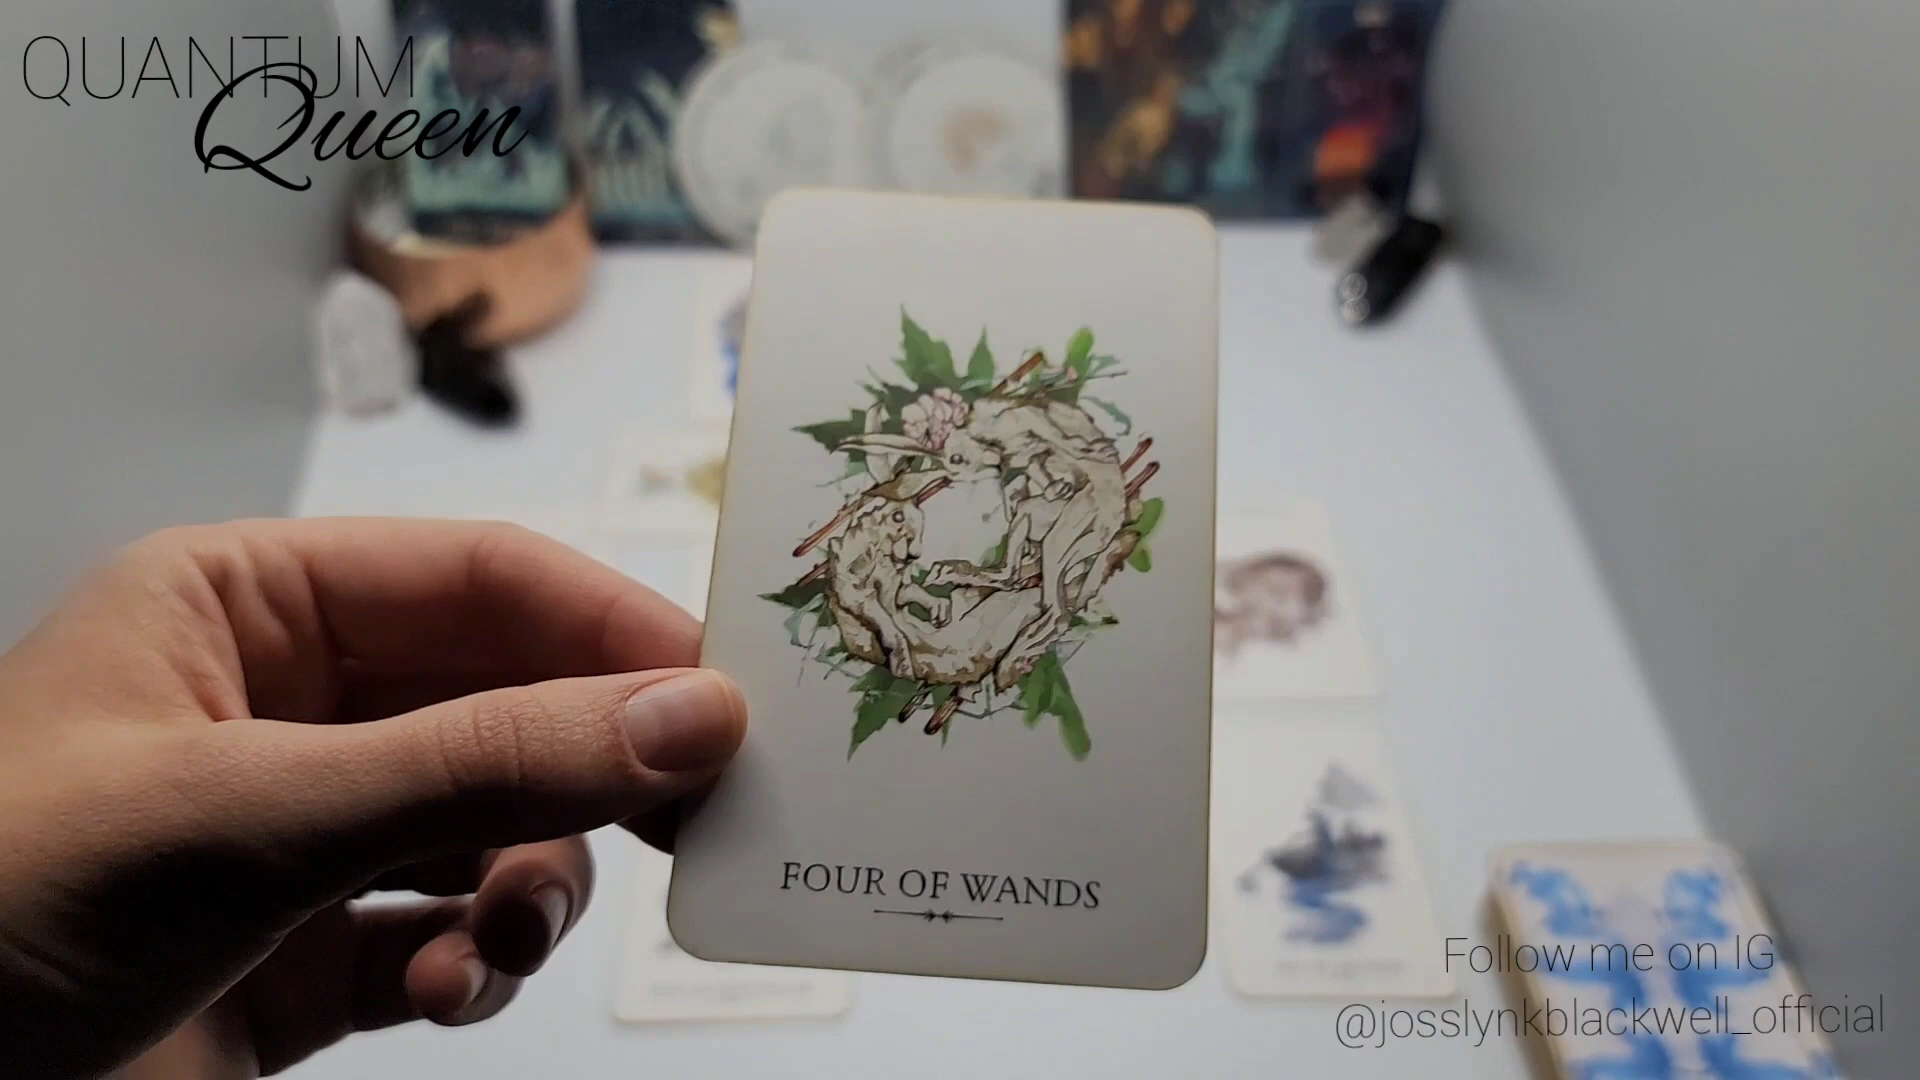 QUANTUM
Queen
FOUR OF WANDS
Follow me on IG
@josslynkblackwell_official